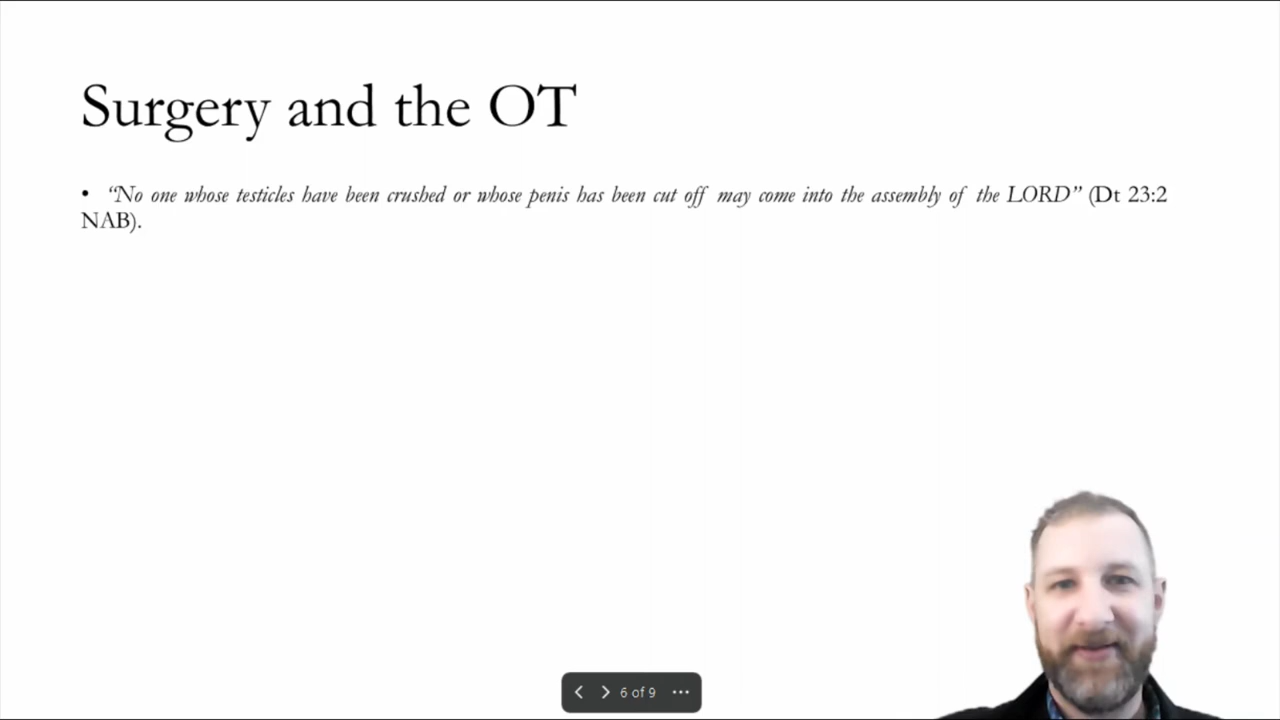 Surgery and the OT
• “No one whose testicles have been crushed or whose penis has been cut off may come into the assembly of the LORD” (Dt 23:2
NAB).
6 of 9